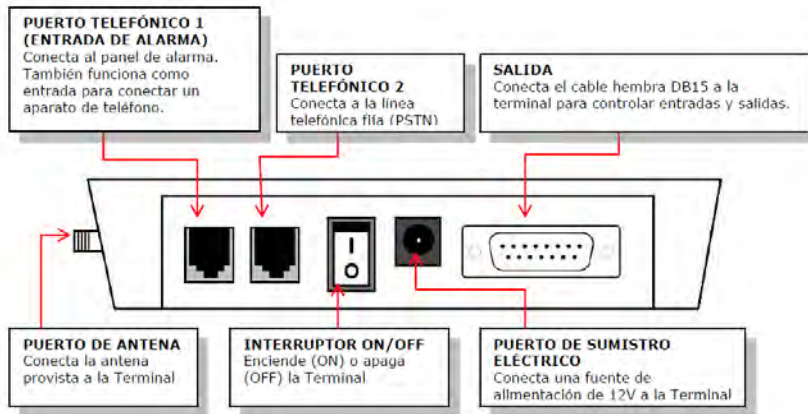 PUERTO TELEFÓNICO 1
(ENTRADA DE ALARMA)
Conecta al panel de alarma.
También funciona como
entrada para conectar un
aparato de teléfono.
PUERTO
TELEFÓNICO 2
Conecta a la línea
telefónica fija (PSTN)
SALIDA
Conecta el cable hembra DB15 a la
terminal para controlar entradas y salidas.
I
O
PUERTO DE ANTENA
Conecta la antena
provista a la Terminal
INTERRUPTOR ON/OFF
Enciende (ON) o apaga
(OFF) la Terminal
PUERTO DE SUMISTRO
ELÉCTRICO
Conecta una fuente de
alimentación de 12V a la Terminal